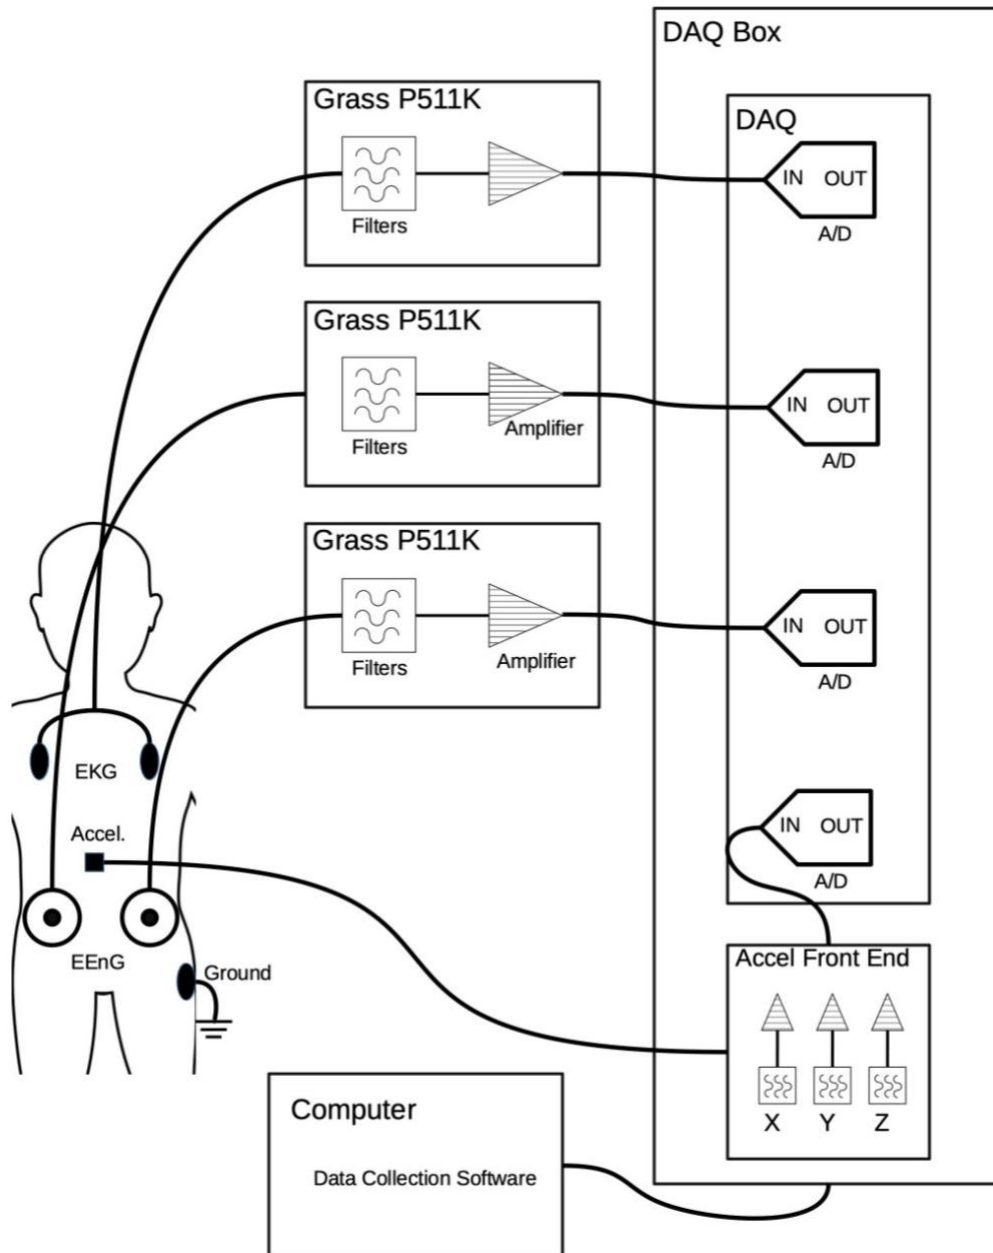 DAQ Box
Grass P511K
Filters
DAQ
IN OUT
A/D
Grass P511K
Filters
Amplifier
IN OUT
A/D
Grass P511K
Filters
Amplifier
IN OUT
A/D
EKG
Accel.
EEnG
Ground
IN OUT
A/D
Accel Front End
X Y Z
Computer
Data Collection Software